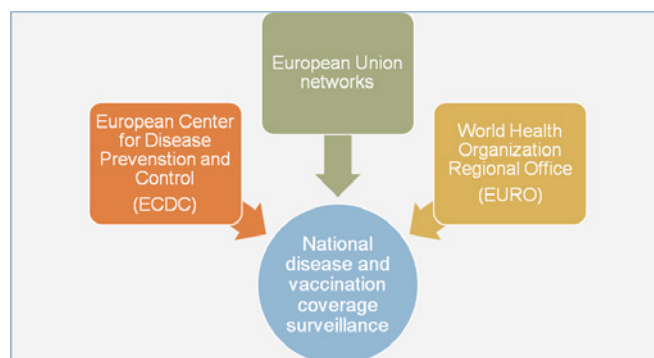 European Union
networks
European Center
for Disease
Prevenstion and
Control
(ECDC)
World Health
Organization
Regional Office
(EURO)
National
disease and
vaccination
coverage
surveillance